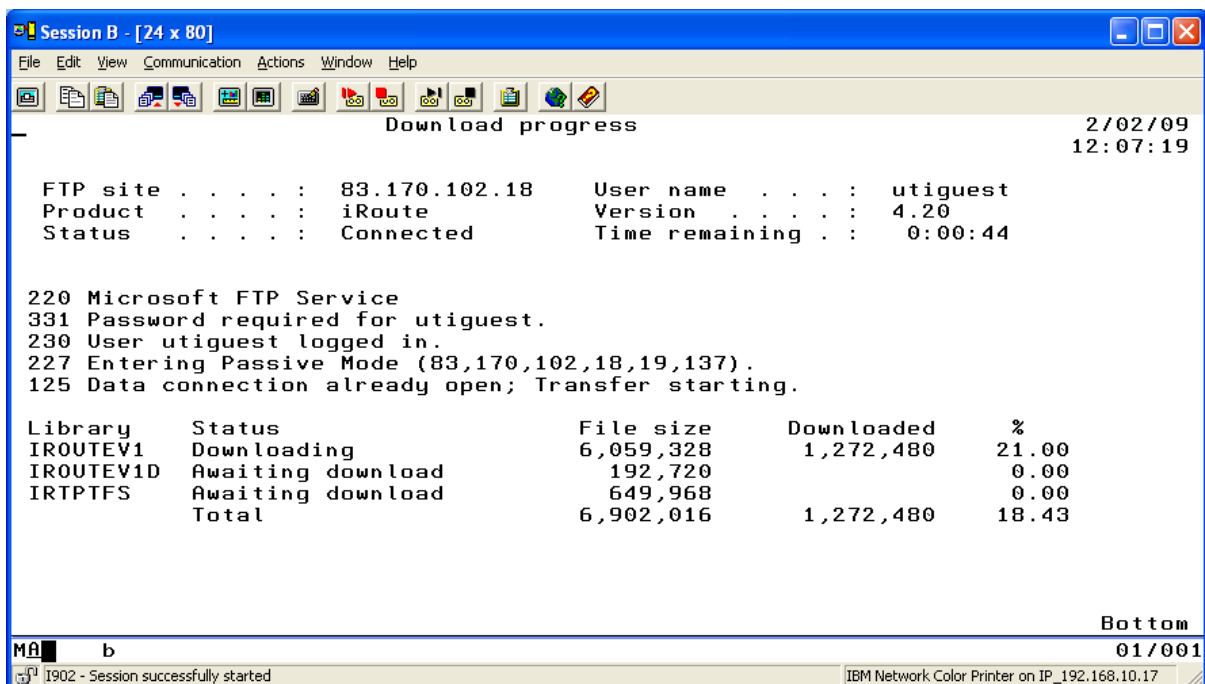 Session B - [24 x 80]
File Edit View Communication Actions Window Help
Download progress 2/02/09
12:07:19
FTP site . . . . : 83.170.102.18 User name . . . : utiguest
Product . . . . : iRoute Version . . . . : 4.20
Status . . . . : Connected Time remaining . : 0:00:44
220 Microsoft FTP Service
331 Password required for utiguest.
230 User utiguest logged in.
227 Entering Passive Mode (83,170,102,18,19,137).
125 Data connection already open; Transfer starting.
Library Status File size Downloaded %
IROUTEV1 Downloading 6,059,328 1,272,480 21.00
IROUTEV1D Awaiting download 192,720 0.00
IRTPTFS Awaiting download 649,968 0.00
Total 6,902,016 1,272,480 18.43
Bottom
MA b 01/001
I902 - Session successfully started IBM Network Color Printer on IP_192.168.10.17